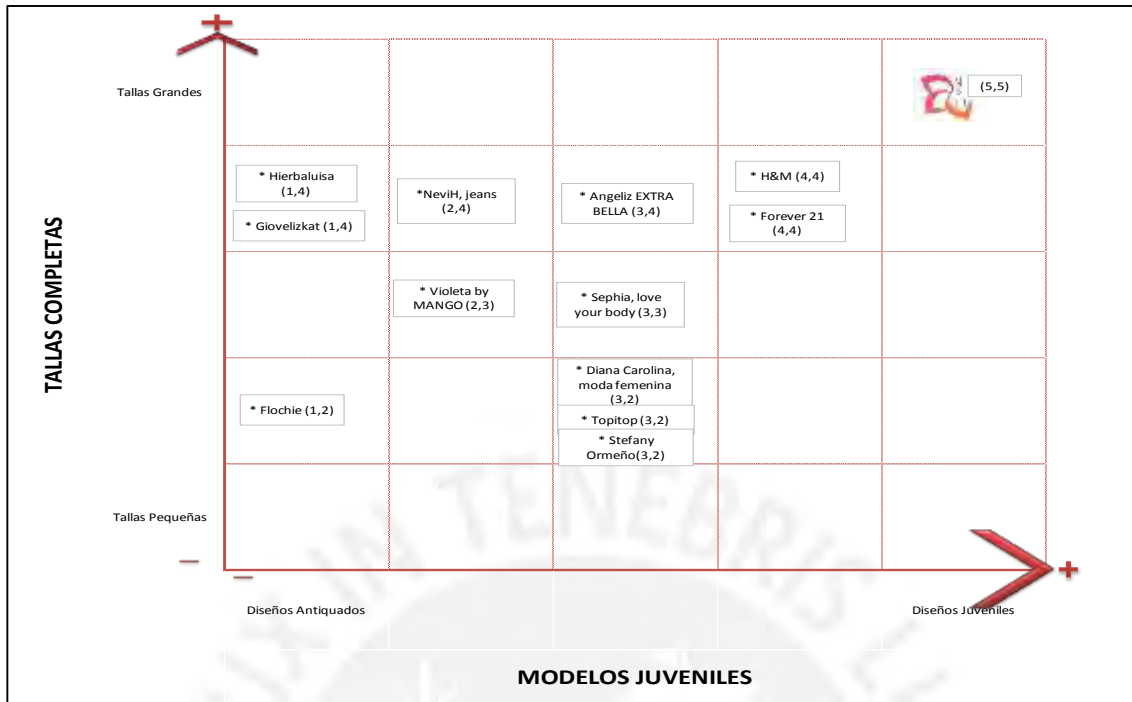 +
Tallas Grandes
(5,5)
* Hierbaluisa
(1,4)
* Giovelizkat (1,4)
*NeviH, jeans
(2,4)
* Angeliz EXTRA
BELLA (3,4)
* H&M (4,4)
* Forever 21
(4,4)
TALLAS COMPLETAS
* Violeta by
MANGO (2,3)
* Sephia, love
your body (3,3)
* Flochie (1,2)
* Diana Carolina,
moda femenina
(3,2)
* Topitop (3,2)
* Stefany
Ormeño(3,2)
Tallas Pequeñas
–
–
+
Diseños Antiquados
Diseños Juveniles
MODELOS JUVENILES
LUX IN TENEBRIS